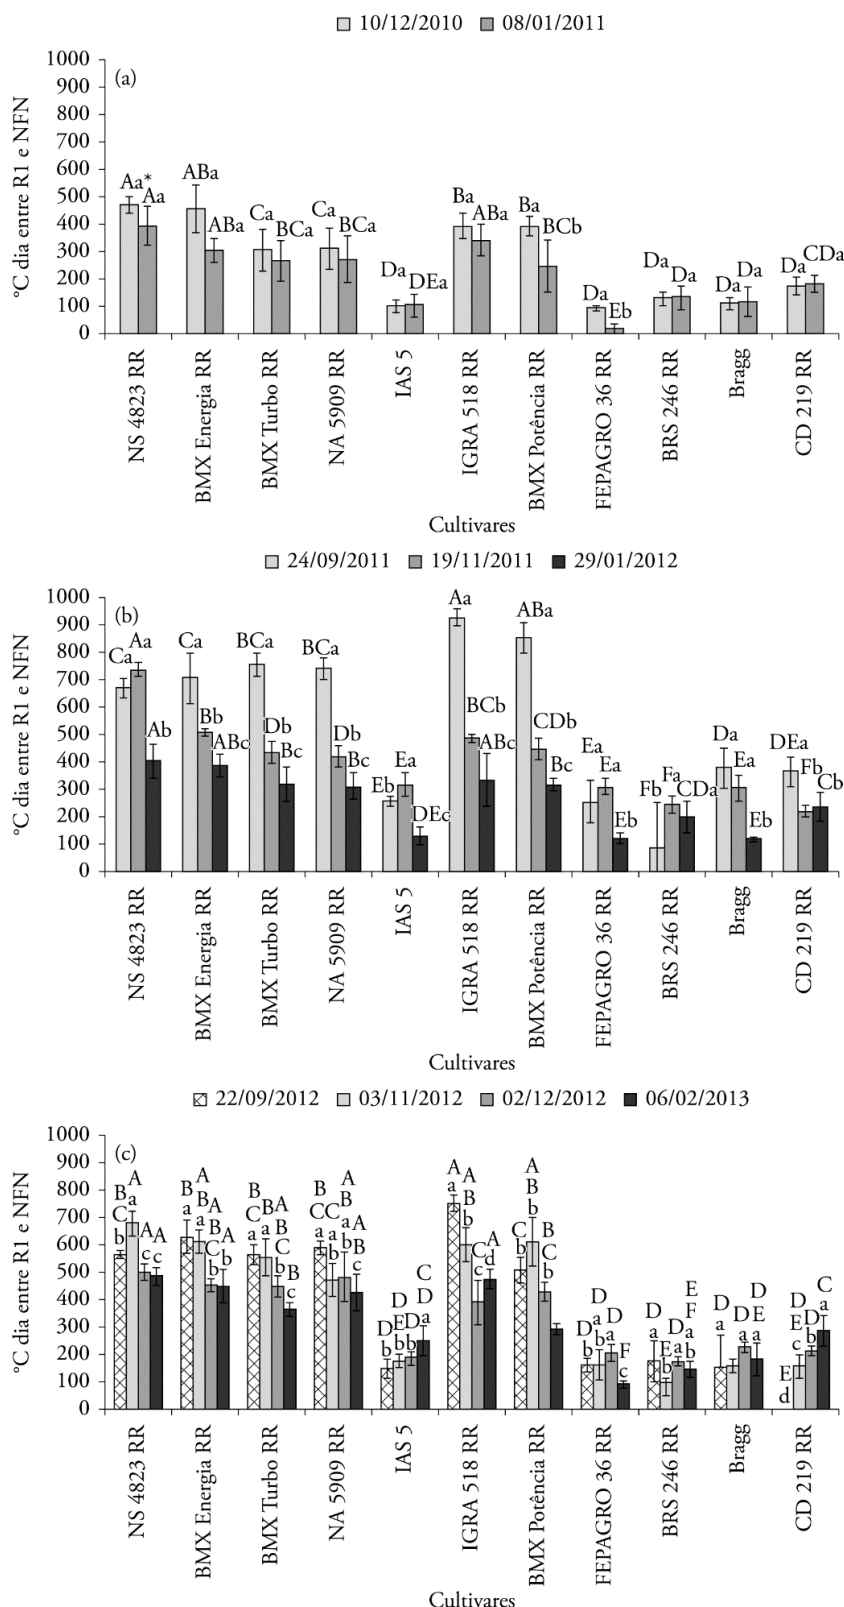 10/12/2010 08/01/2011
1000
(a)
900
800
700
600
500
400
300
200
100
0
ºC dia entre R1 e NFN
Aa* Aa ABa ABa Ca BCa Ca BCa Da DEa Ba ABa Ba BCb Da Eb Da Da Da Da Da CDa
NS 4823 RR
BMX Energia RR
BMX Turbo RR
NA 5909 RR
IAS 5
IGRA 518 RR
BMX Potência RR
FEPAGRO 36 RR
BRS 246 RR
Bragg
CD 219 RR
Cultivares
24/09/2011 19/11/2011 29/01/2012
1000
(b)
900
800
700
600
500
400
300
200
100
0
ºC dia entre R1 e NFN
Ca Aa Ab Ca Bb ABc BCa Db Bc BCa Db Bc Eb Ea DEc Aa BCb ABc ABa CDb Bc Ea Ea Eb Fb Fa CDa Da Ea Eb DEa Fb Cb
NS 4823 RR
BMX Energia RR
BMX Turbo RR
NA 5909 RR
IAS 5
IGRA 518 RR
BMX Potência RR
FEPAGRO 36 RR
BRS 246 RR
Bragg
CD 219 RR
Cultivares
22/09/2012 03/11/2012 02/12/2012 06/02/2013
1000
(c)
900
800
700
600
500
400
300
200
100
0
ºC dia entre R1 e NFN
NS 4823 RR
BMX Energia RR
BMX Turbo RR
NA 5909 RR
IAS 5
IGRA 518 RR
BMX Potência RR
FEPAGRO 36 RR
BRS 246 RR
Bragg
CD 219 RR
Cultivares